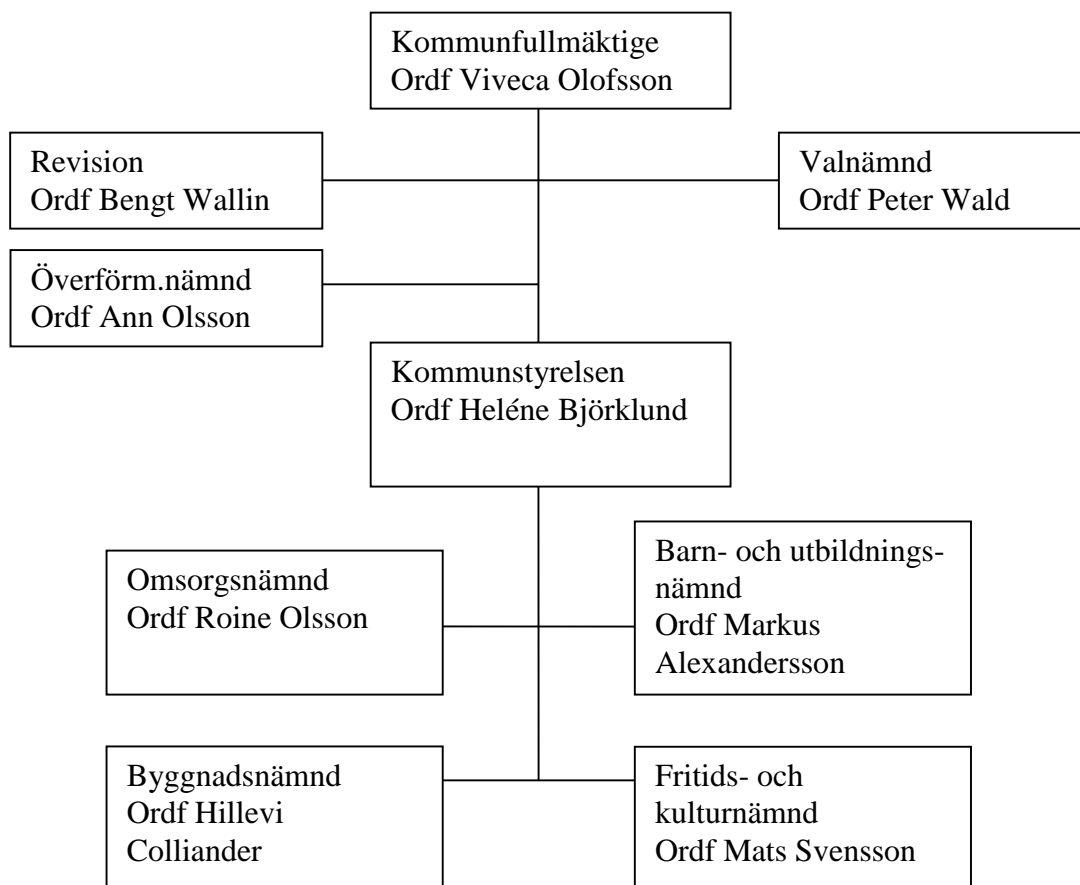 Kommunfullmäktige
Ordf Viveca Olofsson
Revision
Ordf Bengt Wallin
Valnämnd
Ordf Peter Wald
Överförm.nämnd
Ordf Ann Olsson
Kommunstyrelsen
Ordf Heléne Björklund
Omsorgsnämnd
Ordf Roine Olsson
Barn- och utbildnings-
nämnd
Ordf Markus
Alexandersson
Byggnadsnämnd
Ordf Hillevi
Colliander
Fritids- och
kulturnämnd
Ordf Mats Svensson